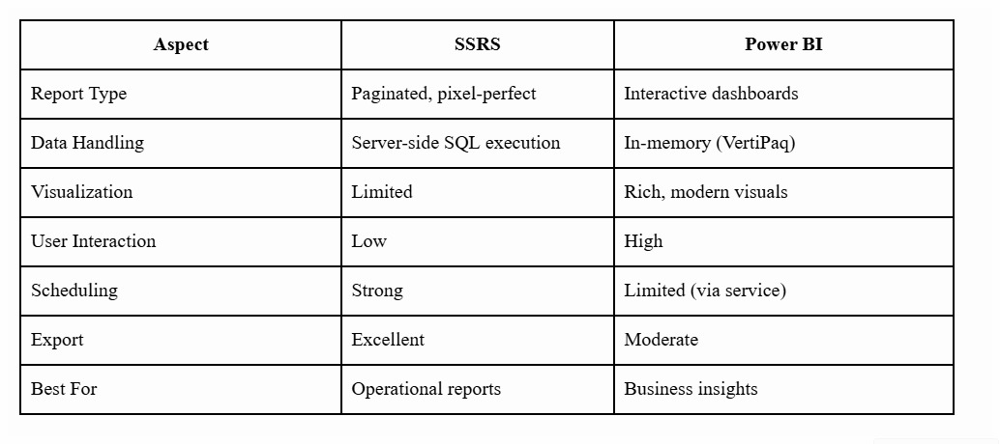 Aspect SSRS Power BI
Report Type Paginated, pixel-perfect Interactive dashboards
Data Handling Server-side SQL execution In-memory (VertiPaq)
Visualization Limited Rich, modern visuals
User Interaction Low High
Scheduling Strong Limited (via service)
Export Excellent Moderate
Best For Operational reports Business insights